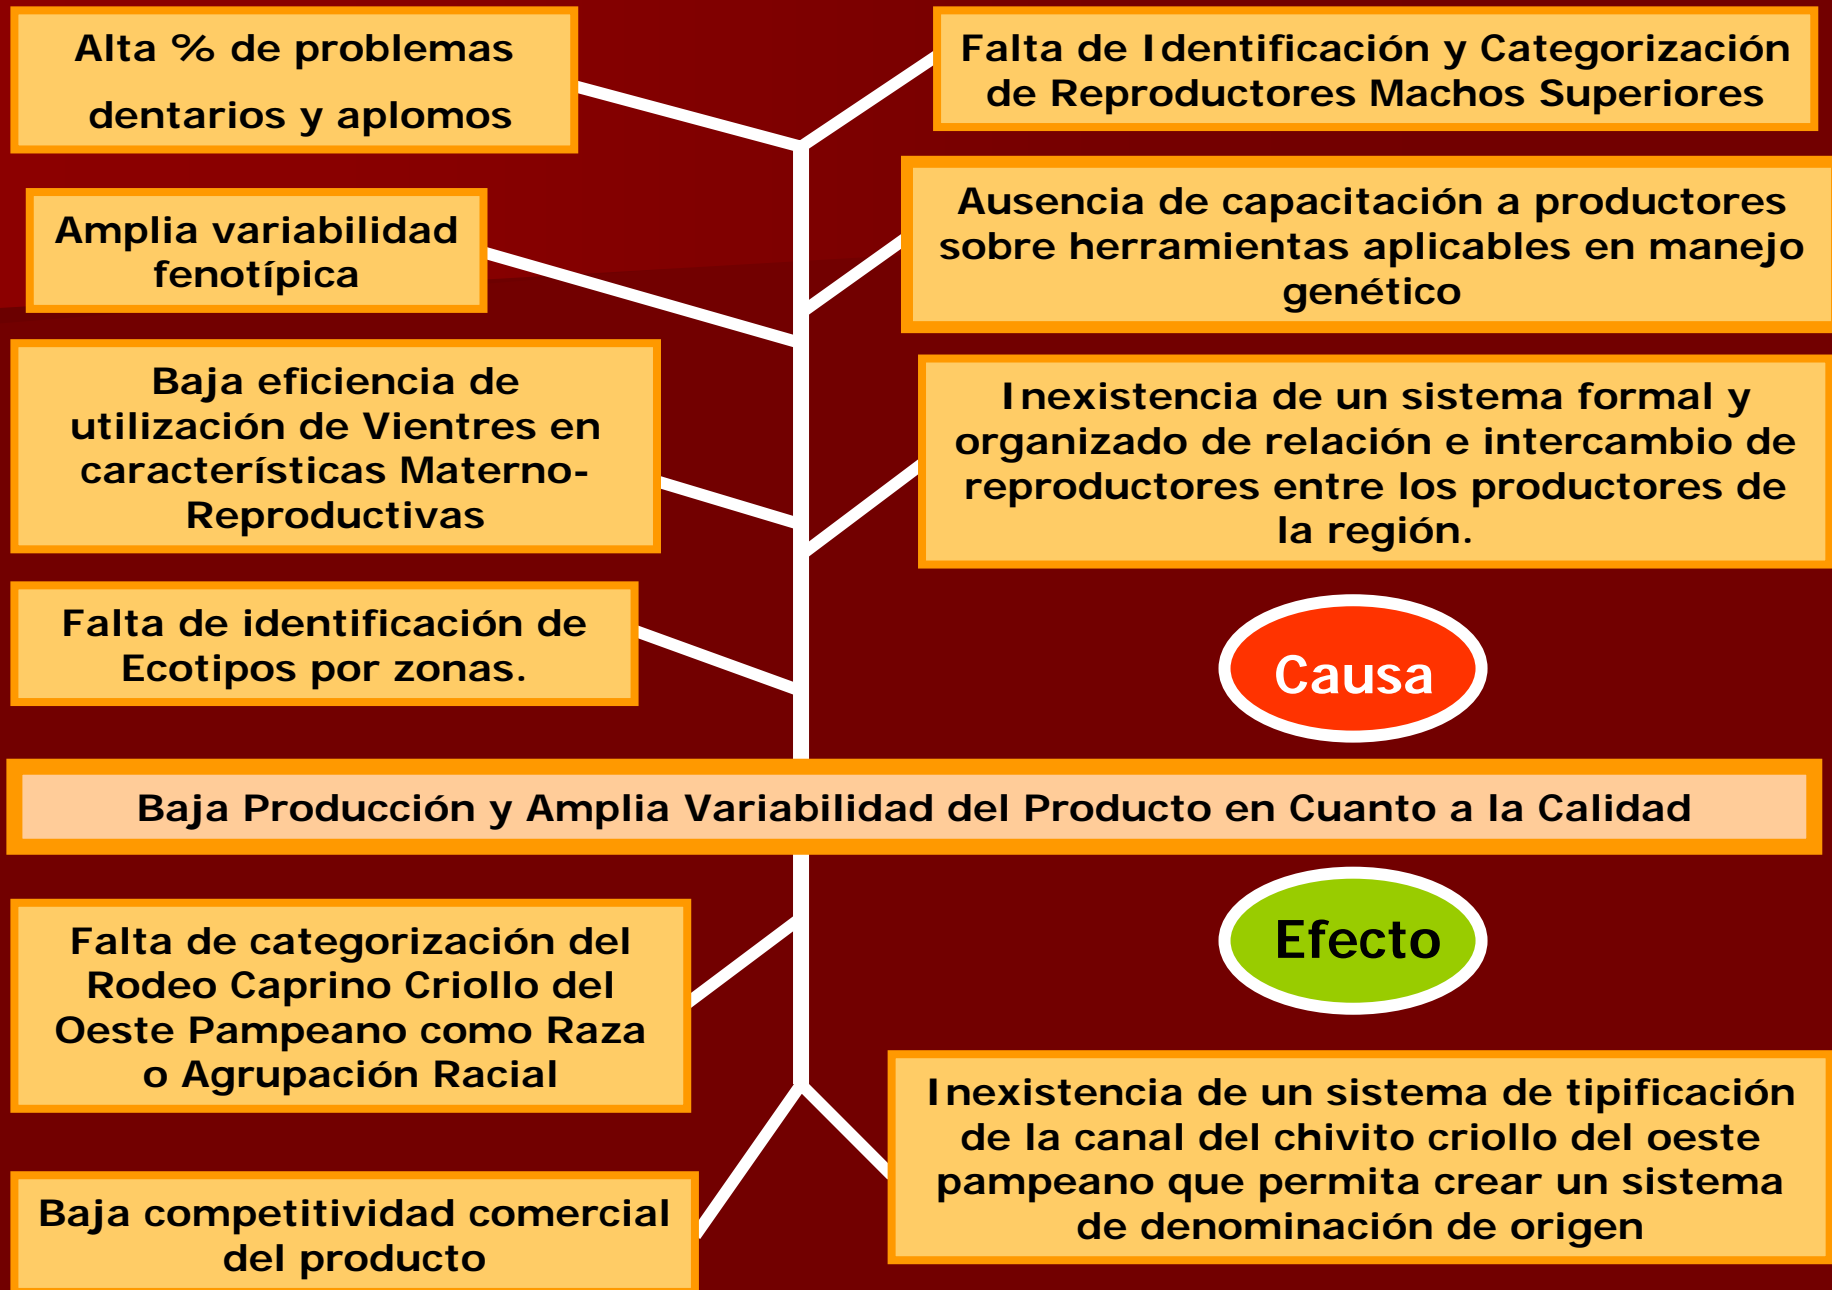 Alta % de problemas
dentarios y aplomos
Falta de Identificación y Categorización
de Reproductores Machos Superiores
Amplia variabilidad
fenotípica
Ausencia de capacitación a productores
sobre herramientas aplicables en manejo
genético
Baja eficiencia de
utilización de Vientres en
características Materno-
Reproductivas
Inexistencia de un sistema formal y
organizado de relación e intercambio de
reproductores entre los productores de
la región.
Falta de identificación de
Ecotipos por zonas.
Causa
Baja Producción y Amplia Variabilidad del Producto en Cuanto a la Calidad
Efecto
Falta de categorización del
Rodeo Caprino Criollo del
Oeste Pampeano como Raza
o Agrupación Racial
Inexistencia de un sistema de tipificación
de la canal del chivito criollo del oeste
pampeano que permita crear un sistema
de denominación de origen
Baja competitividad comercial
del producto